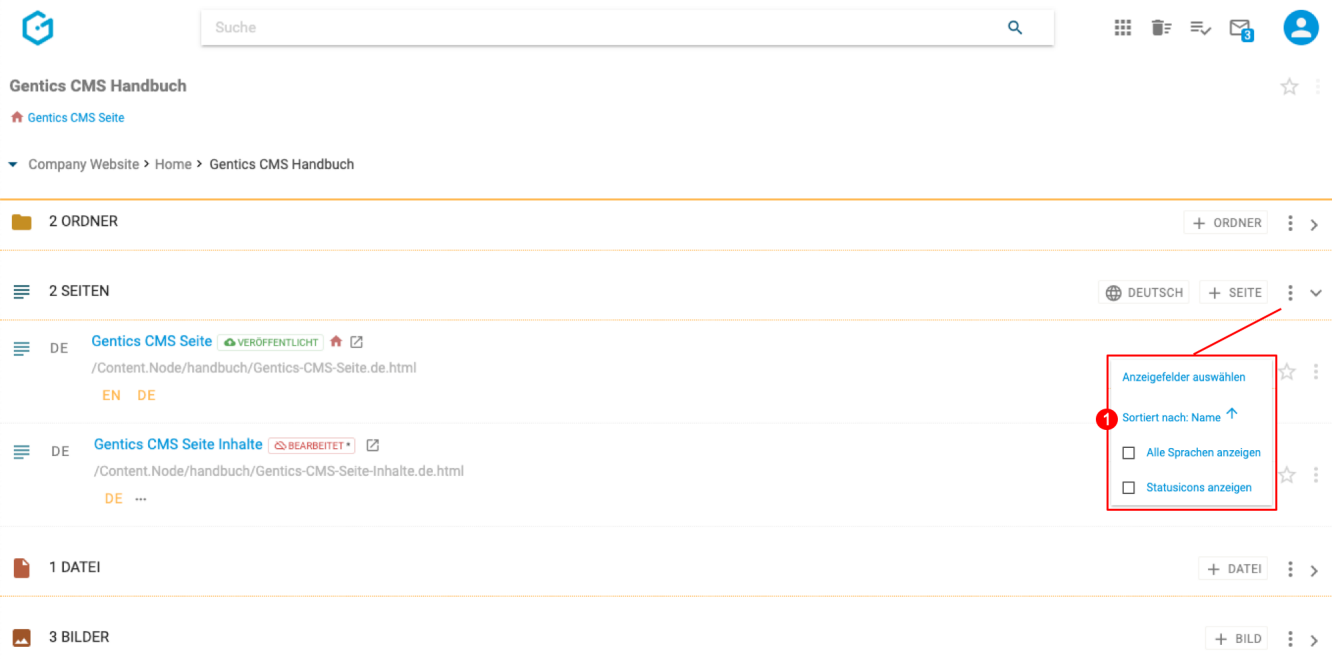 Suche
3
Gentics CMS Handbuch
Gentics CMS Seite
Company Website > Home > Gentics CMS Handbuch
2 ORDNER
+ ORDNER
2 SEITEN
DEUTSCH
+ SEITE
DE
Gentics CMS Seite VERÖFFENTLICHT
/Content.Node/handbuch/Gentics-CMS-Seite.de.html
EN DE
DE
Gentics CMS Seite Inhalte BEARBEITET *
/Content.Node/handbuch/Gentics-CMS-Seite-Inhalte.de.html
DE ...
Anzeigefelder auswählen
1 Sortiert nach: Name ↑
Alle Sprachen anzeigen
Statusicons anzeigen
1 DATEI
+ DATEI
3 BILDER
+ BILD